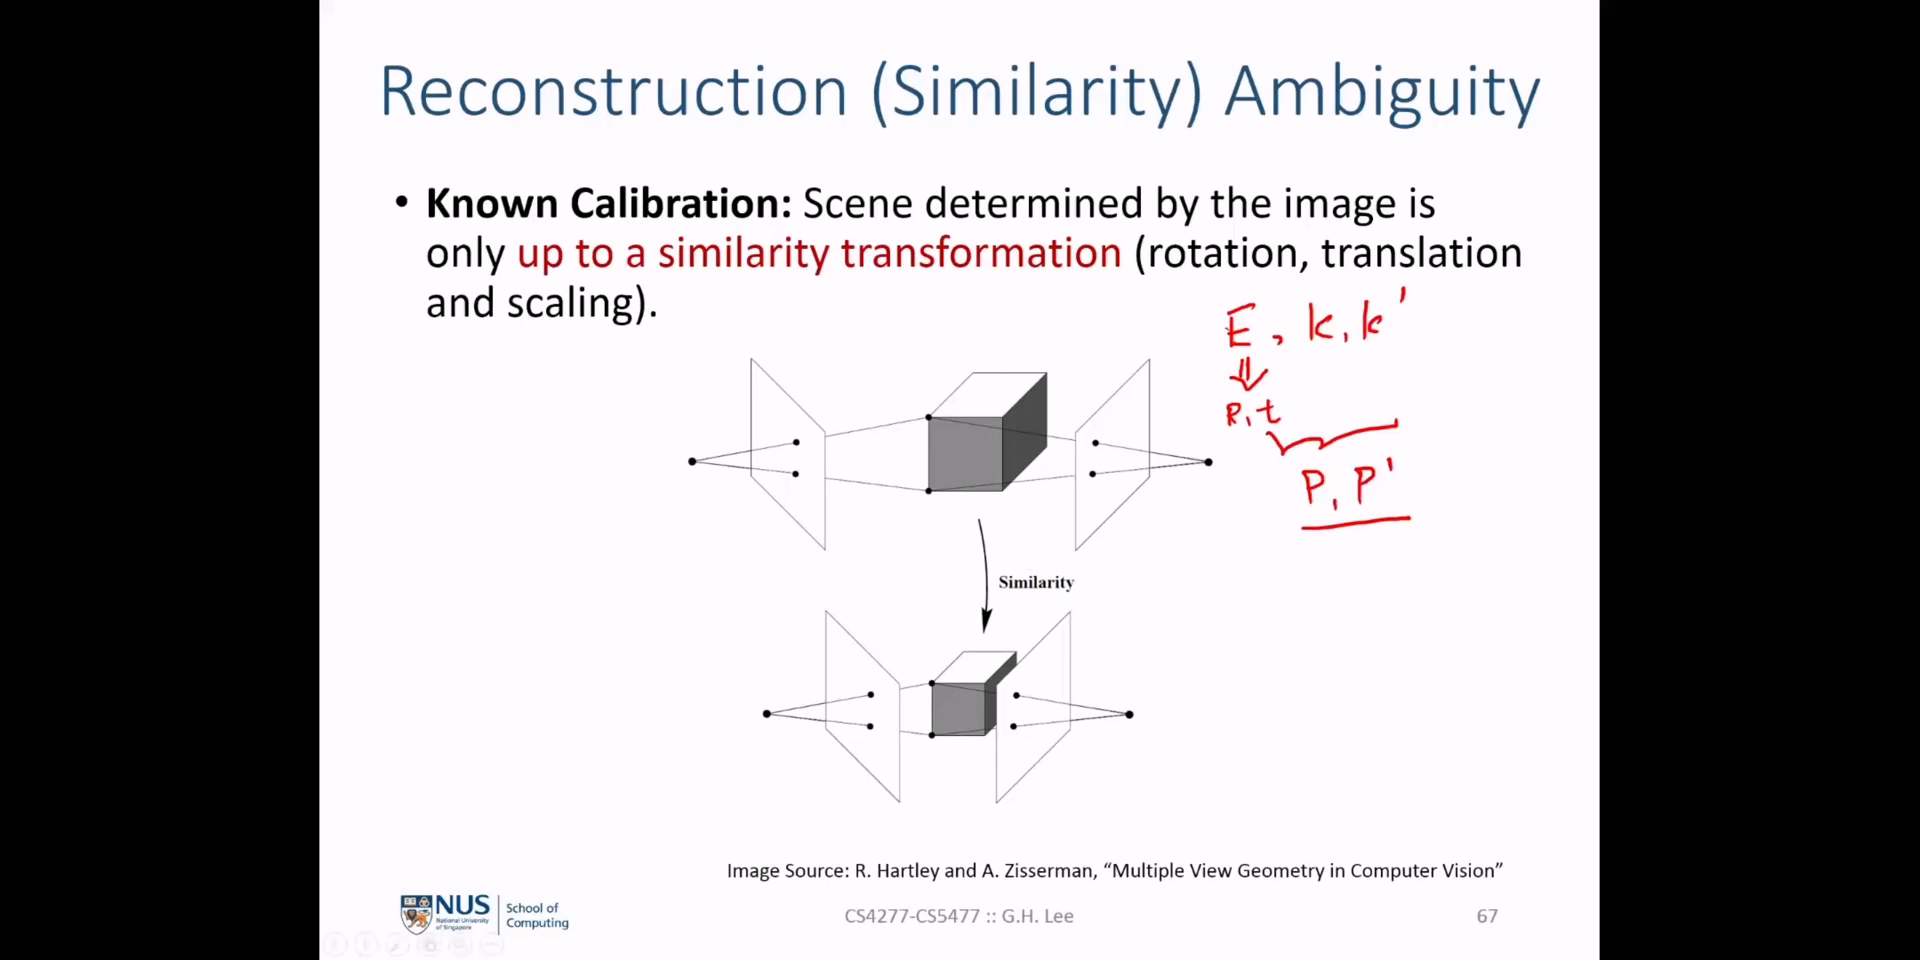 Reconstruction (Similarity) Ambiguity
• Known Calibration: Scene determined by the image is
only up to a similarity transformation (rotation, translation
and scaling).
E, k, k'
⇓
R, t
P, P'
Similarity
Image Source: R. Hartley and A. Zisserman, “Multiple View Geometry in Computer Vision”
NUS
National University
of Singapore
School of
Computing
CS4277-CS5477 :: G.H. Lee
67